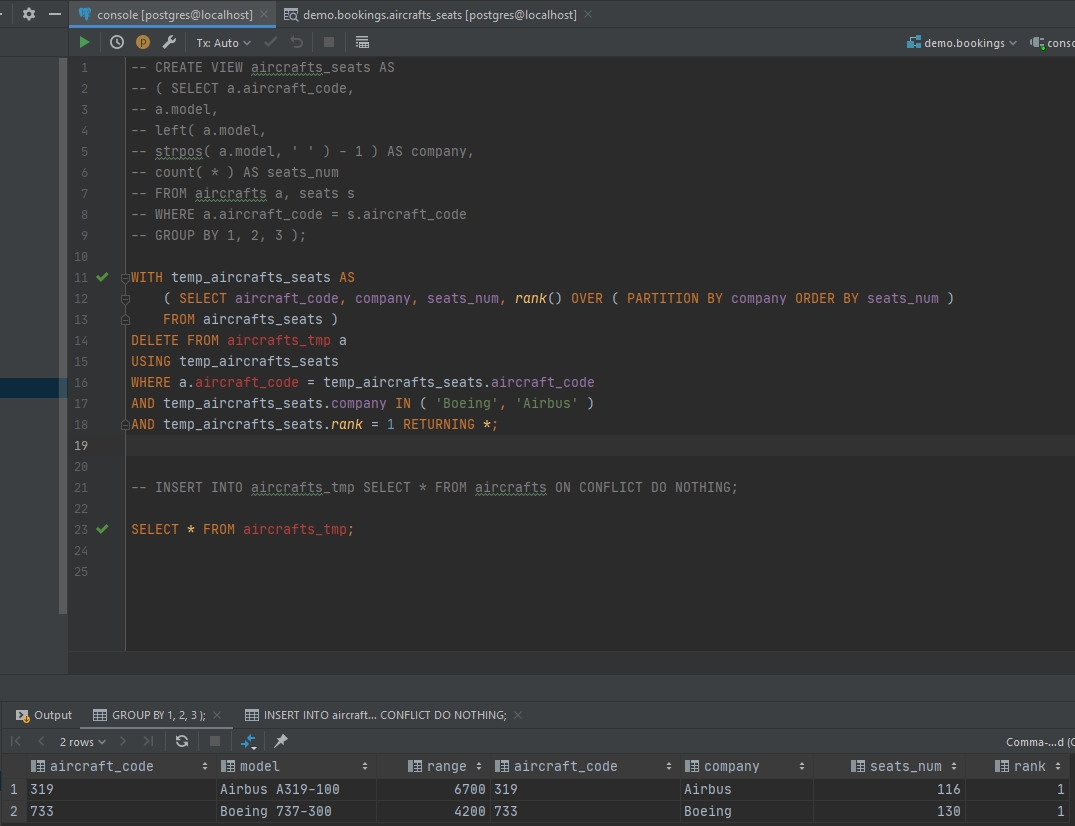 console [postgres@localhost]
demo.bookings.aircrafts_seats [postgres@localhost]
p
Tx: Auto
demo.bookings
1 -- CREATE VIEW aircrafts_seats AS
2 -- ( SELECT a.aircraft_code,
3 -- a.model,
4 -- left( a.model,
5 -- strpos( a.model, ' ' ) - 1 ) AS company,
6 -- count( * ) AS seats_num
7 -- FROM aircrafts a, seats s
8 -- WHERE a.aircraft_code = s.aircraft_code
9 -- GROUP BY 1, 2, 3 );
10
11 WITH temp_aircrafts_seats AS
12 ( SELECT aircraft_code, company, seats_num, rank() OVER ( PARTITION BY company ORDER BY seats_num )
13 FROM aircrafts_seats )
14 DELETE FROM aircrafts_tmp a
15 USING temp_aircrafts_seats
16 WHERE a.aircraft_code = temp_aircrafts_seats.aircraft_code
17 AND temp_aircrafts_seats.company IN ( 'Boeing', 'Airbus' )
18 AND temp_aircrafts_seats.rank = 1 RETURNING *;
19
20
21 -- INSERT INTO aircrafts_tmp SELECT * FROM aircrafts ON CONFLICT DO NOTHING;
22
23 SELECT * FROM aircrafts_tmp;
24
25
Output
GROUP BY 1, 2, 3 );
INSERT INTO aircraft... CONFLICT DO NOTHING;
2 rows
Comma-...d (
aircraft_code model range aircraft_code company seats_num rank
1 319 Airbus A319-100 6700 319 Airbus 116 1
2 733 Boeing 737-300 4200 733 Boeing 130 1